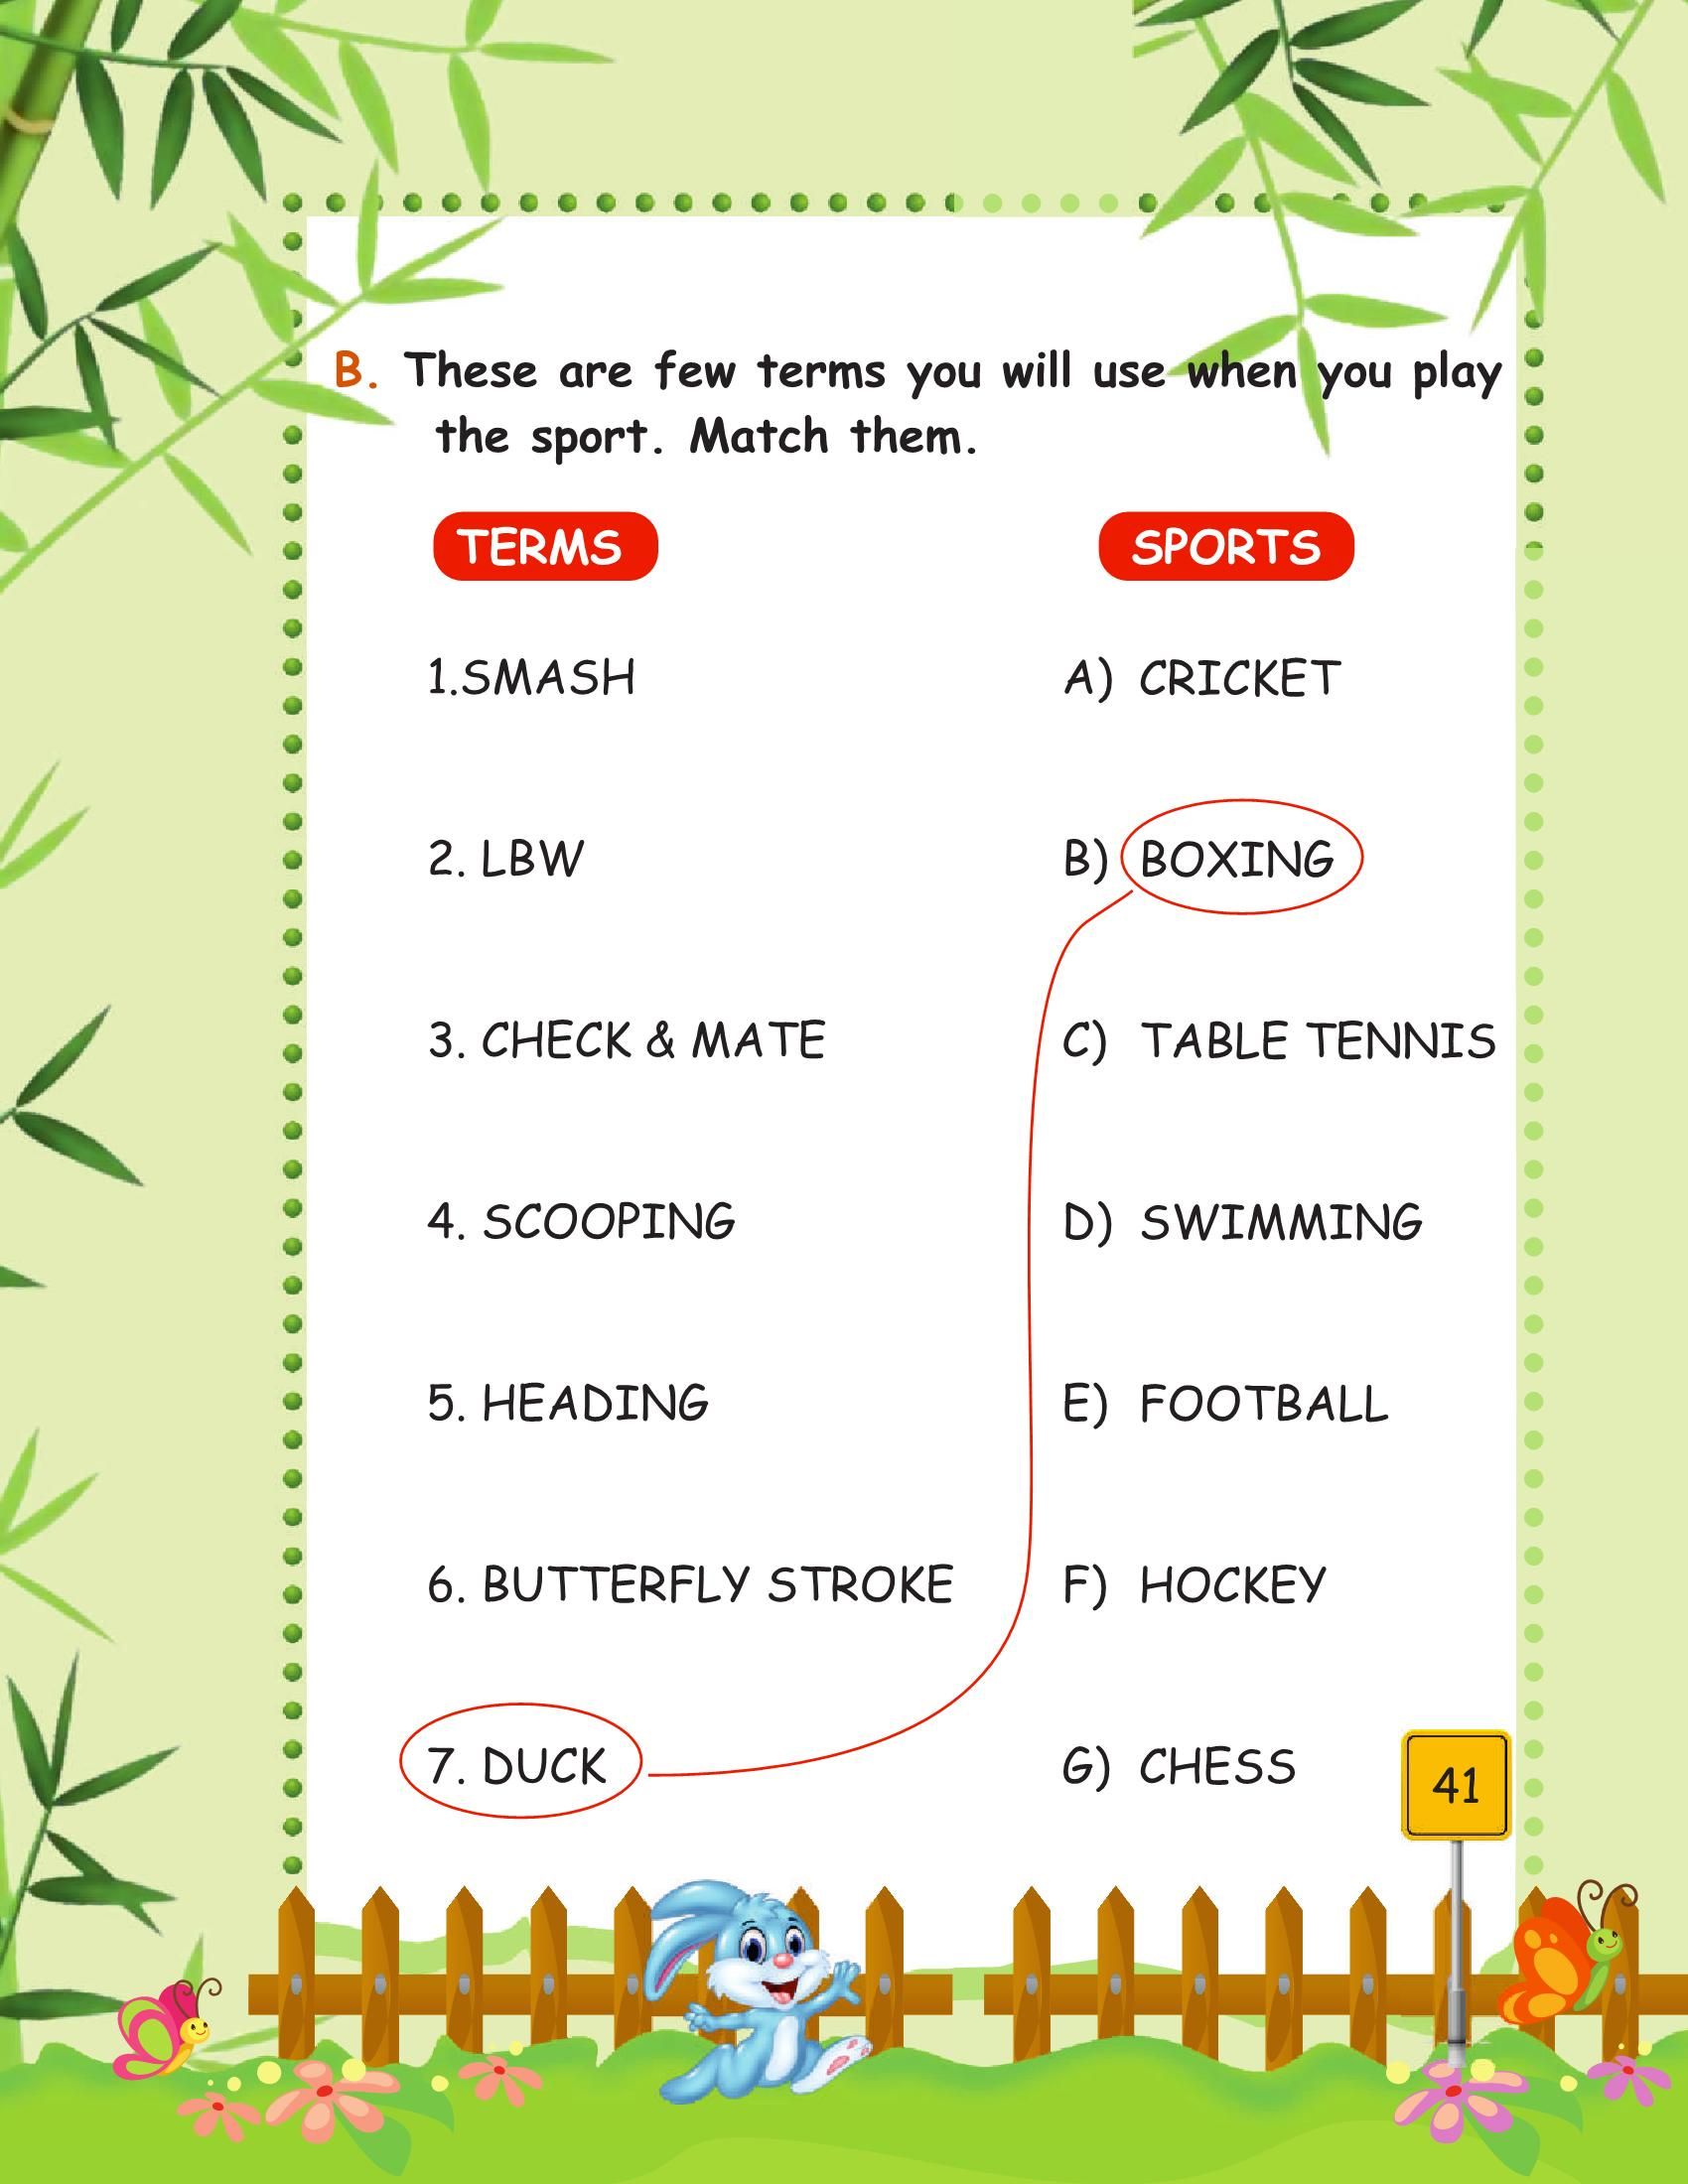 B. These are few terms you will use when you play
the sport. Match them.
TERMS
SPORTS
1.SMASH
A) CRICKET
2. LBW
B) BOXING
3. CHECK & MATE
C) TABLE TENNIS
4. SCOOPING
D) SWIMMING
5. HEADING
E) FOOTBALL
6. BUTTERFLY STROKE
F) HOCKEY
7. DUCK
G) CHESS
41